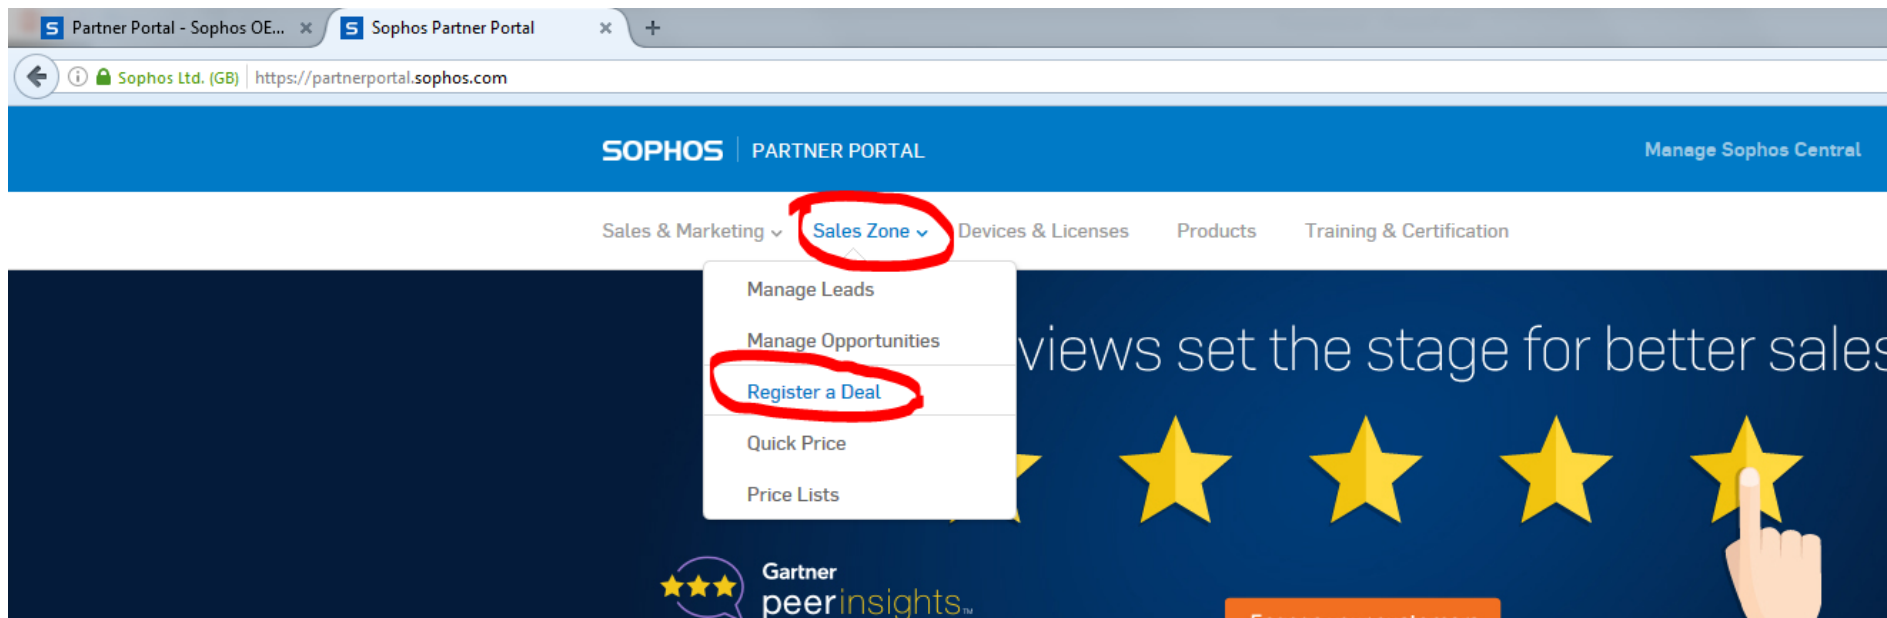 Partner Portal - Sophos OE...
Sophos Partner Portal
Sophos Ltd. (GB) https://partnerportal.sophos.com
SOPHOS PARTNER PORTAL
Manage Sophos Central
Sales & Marketing Sales Zone Devices & Licenses Products Training & Certification
Manage Leads
Manage Opportunities
Register a Deal
Quick Price
Price Lists
views set the stage for better sales
Gartner
peerinsights™